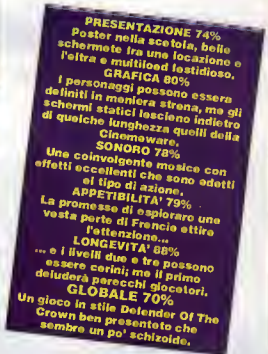 PRESENTAZIONE 74%
Poster nella scatola, belle
schermate fra una locazione e
l'altra e multiload fastidioso.
GRAFICA 80%
I personaggi possono essere
definiti in maniera strana, ma gli
schermi statici lasciano indietro
di qualche lunghezza quelli della
Cinemaware.
SONORO 78%
Une coinvolgente musica con
effetti eccellenti che sono adatti
al tipo di azione.
APPETIBILITA' 79%
La promessa di esplorare una
vasta parte di Francia attira
l'attenzione...
LONGEVITA' 68%
... e i livelli due e tre possono
essere carini; ma il primo
deluderà parecchi giocatori.
GLOBALE 70%
Un gioco in stile Defender Of The
Crown ben presentato che
sembra un po' schizoide.